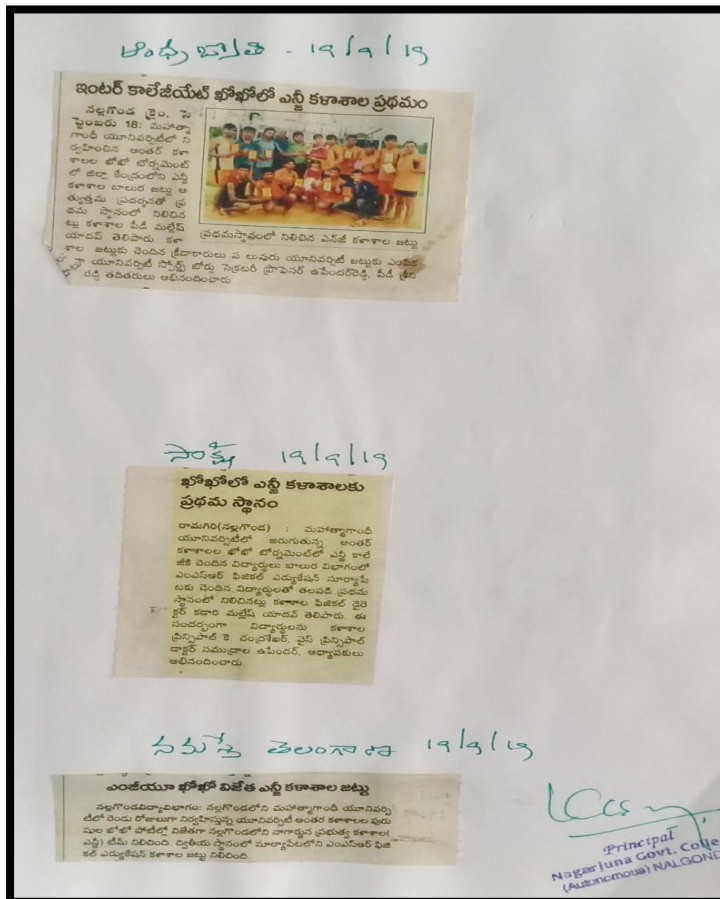 ఆంధ్రజ్యోతి - 19/9/19
ఇంటర్ కాలేజీయేట్ ఖోఖోలో ఎన్జీ కళాశాల ప్రథమం
నల్లగొండ క్రైం, సె
ప్టెంబరు 18: మహాత్మా
గాంధీ యూనివర్సిటీలో ని
ర్వహించిన అంతర్ కళా
శాలల ఖోఖో టోర్నమెంట్
లో జిల్లా కేంద్రంలోని ఎన్జీ
కళాశాల బాలుర జట్టు అ
త్యుత్తమ ప్రదర్శనతో ప్ర
థమ స్థానంలో నిలిచిన
ట్లు కళాశాల పీడీ మల్లేష్
యాదవ్ తెలిపారు. కళా
ప్రథమస్థానంలో నిలిచిన ఎన్‌జీ కళాశాల జట్టు
శాల జట్టుకు చెందిన క్రీడాకారులు ప లువురు యూనివర్సిటీ జట్టుకు ఎంపిక
యూనివర్సిటీ స్పోర్ట్స్ బోర్డు సెక్రటరీ ప్రొఫెసర్ ఉపేందర్‌రెడ్డి, పీడీ శ్రీని
రెడ్డి తదితరులు అభినందించారు.
సాక్షి 19/9/19
ఖోఖోలో ఎన్జీ కళాశాలకు
ప్రథమ స్థానం
రామగిరి(నల్లగొండ) : మహాత్మాగాంధీ
యూనివర్సిటీలో జరుగుతున్న అంతర్
కళాశాలల ఖోఖో టోర్నమెంట్‌లో ఎన్జీ కాలే
జీకి చెందిన విద్యార్థులు బాలుర విభాగంలో
ఎంఎస్ఆర్ ఫిజికల్ ఎడ్యుకేషన్ సూర్యాపే
టకు చెందిన విద్యార్థులతో తలపడి ప్రథమ
స్థానంలో నిలిచినట్లు కళాశాల ఫిజికల్ డైరె
క్టర్ కడారి మల్లేష్ యాదవ్ తెలిపారు. ఈ
సందర్భంగా విద్యార్థులను కళాశాల
ప్రిన్సిపాల్ కె. చంద్రశేఖర్, వైస్ ప్రిన్సిపాల్
డాక్టర్ సముద్రాల ఉపేందర్, అధ్యాపకులు
అభినందించారు.
నమస్తే తెలంగాణ 19/9/19
ఎంజీయూ ఖోఖో విజేత ఎన్జీ కళాశాల జట్టు
నల్లగొండవిద్యావిభాగం: నల్లగొండలోని మహాత్మాగాంధీ యూనివర్సి
టీలో రెండు రోజులుగా నిర్వహిస్తున్న యూనివర్సిటీ అంతర కళాశాలల పురు
షుల ఖోఖో పోటీల్లో విజేతగా నల్లగొండలోని నాగార్జున ప్రభుత్వ కళాశాల(
ఎన్జీ) టీమ్ నిలిచింది. ద్వితీయ స్థానంలో సూర్యాపేటలోని ఎంఎస్ఆర్ ఫిజి
కల్ ఎడ్యుకేషన్ కళాశాల జట్టు నిలిచింది.
Principal
Nagarjuna Govt. Colle
(Autonomous) NALGOND